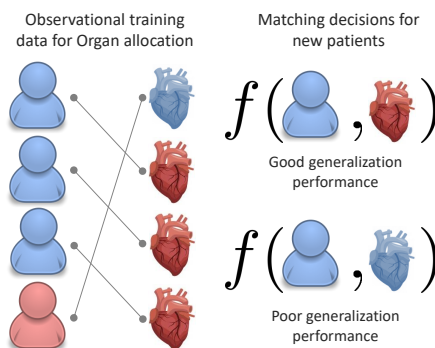 Observational training
data for Organ allocation
Matching decisions for
new patients
f ( , )
Good generalization
performance
f ( , )
Poor generalization
performance